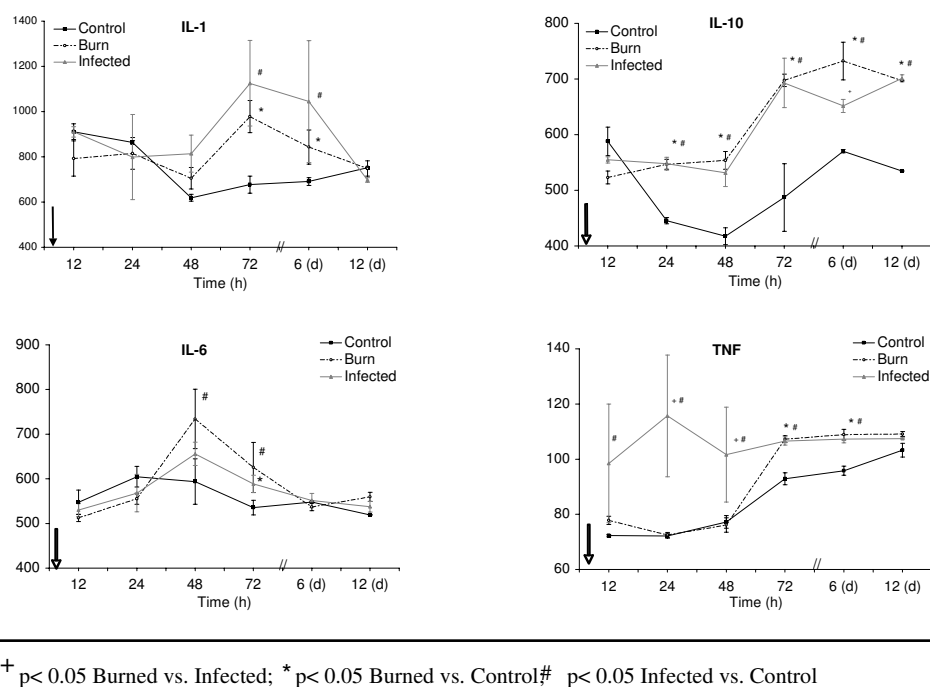 IL-1
Control
Burn
Infected
1400
1200
1000
800
600
400
#
*
#
*
12 24 48 72 // 6 (d) 12 (d)
Time (h)
IL-10
Control
Burn
Infected
800
700
600
500
400
* #
* #
* #
* #
+
* #
12 24 48 72 // 6 (d) 12 (d)
Time (h)
IL-6
Control
Burn
Infected
900
800
700
600
500
400
#
#
*
12 24 48 72 // 6 (d) 12 (d)
Time (h)
TNF
Control
Burn
Infected
140
120
100
80
60
#
+ #
+ #
* #
* #
12 24 48 72 // 6 (d) 12 (d)
Time (h)
+ p< 0.05 Burned vs. Infected; * p< 0.05 Burned vs. Control; # p< 0.05 Infected vs. Control